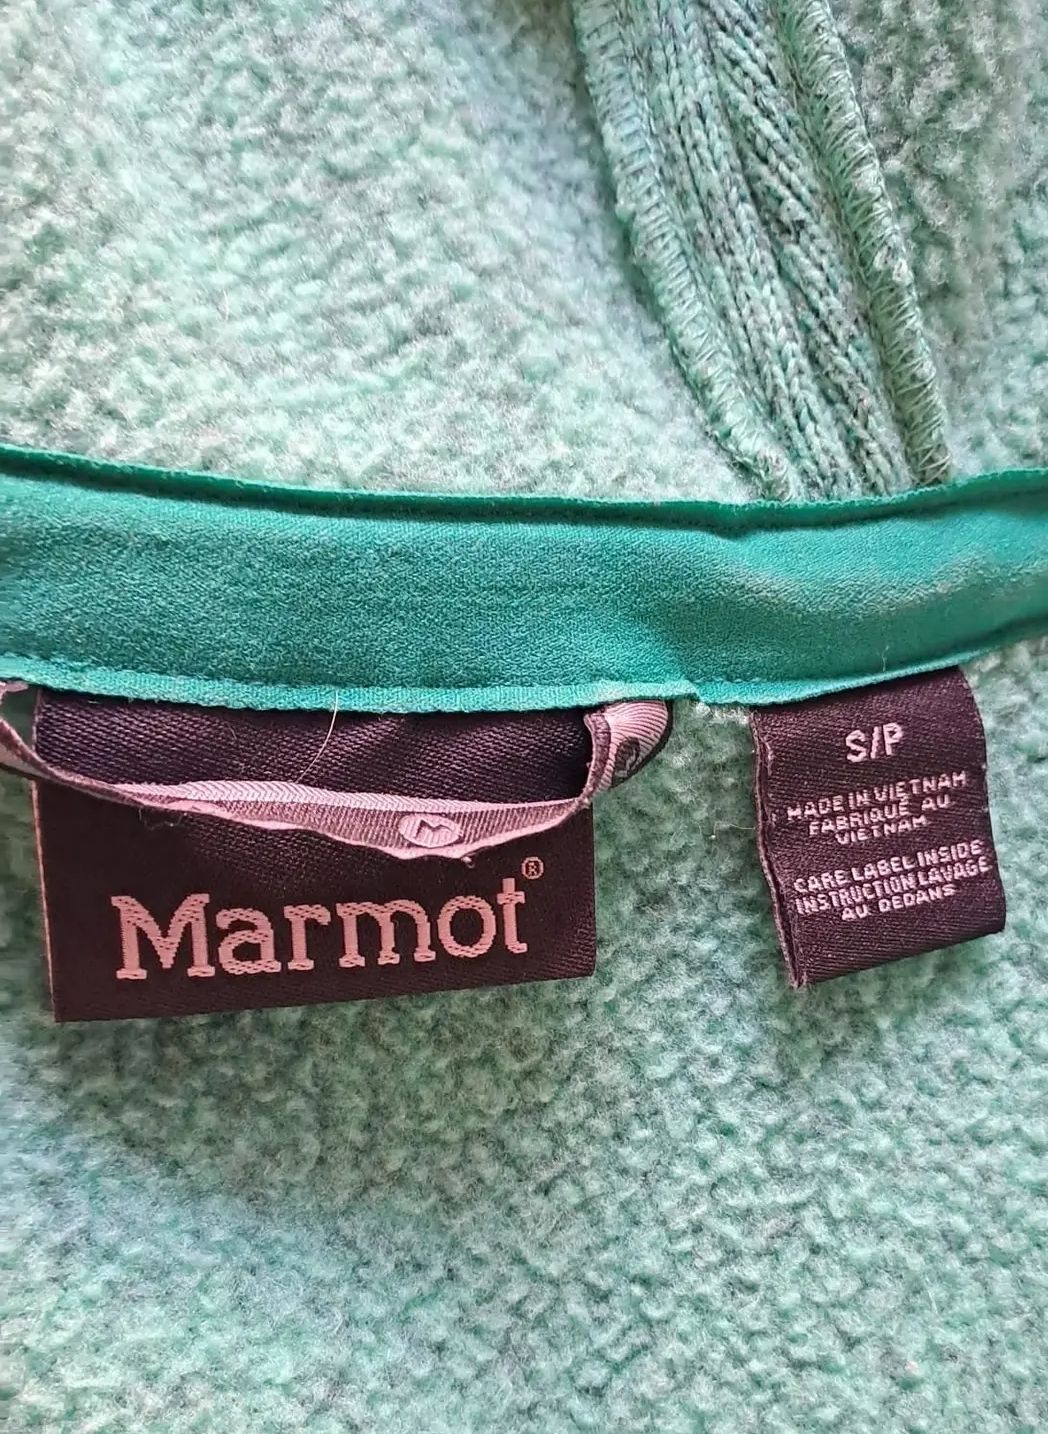 M
Marmot®
S/P
MADE IN VIETNAM
FABRIQUÉ AU
VIETNAM
CARE LABEL INSIDE
INSTRUCTION LAVAGE
AU DEDANS